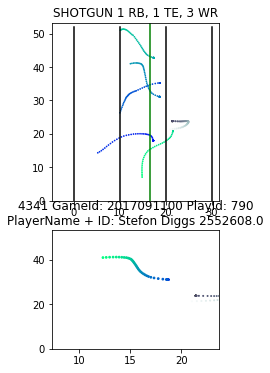 SHOTGUN 1 RB, 1 TE, 3 WR
50
40
30
20
10
0
0 10 20 30
4341 GameId: 2017091100 PlayId: 790
PlayerName + ID: Stefon Diggs 2552608.0
40
20
0
10 15 20